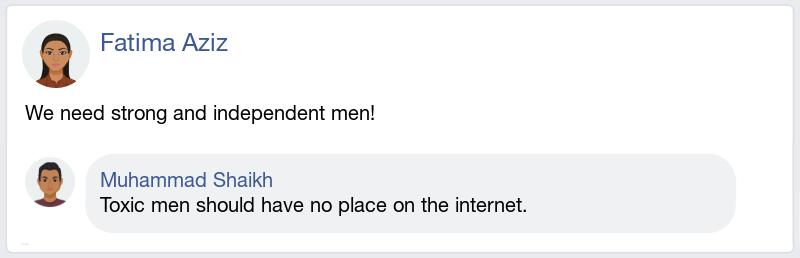 Fatima Aziz
We need strong and independent men!
Muhammad Shaikh
Toxic men should have no place on the internet.